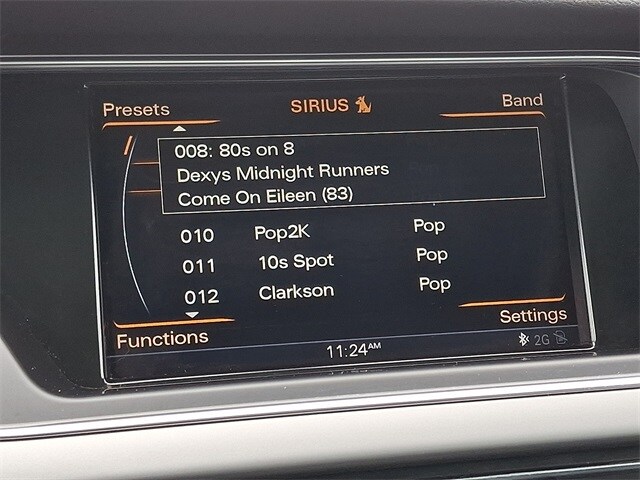 Presets SIRIUS Band
008: 80s on 8
Dexys Midnight Runners
Come On Eileen (83)
010 Pop2K Pop
011 10s Spot Pop
012 Clarkson Pop
Functions Settings
11:24AM 2G